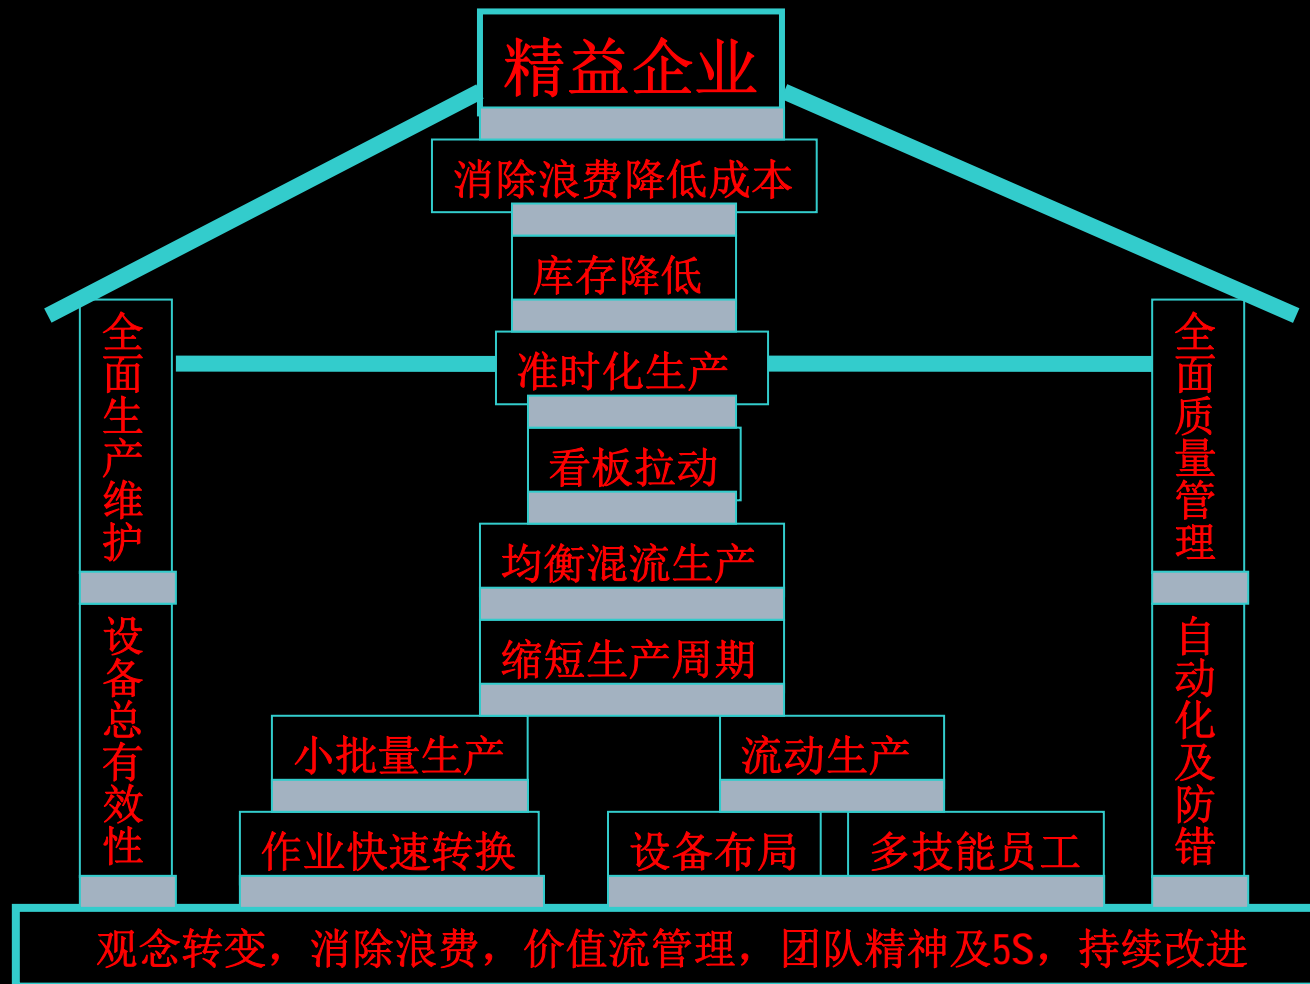 精益企业
消除浪费降低成本
库存降低
准时化生产
看板拉动
均衡混流生产
缩短生产周期
小批量生产
流动生产
作业快速转换
设备布局
多技能员工
全面生产维护
设备总有效性
全面质量管理
自动化及防错
观念转变，消除浪费，价值流管理，团队精神及5S，持续改进